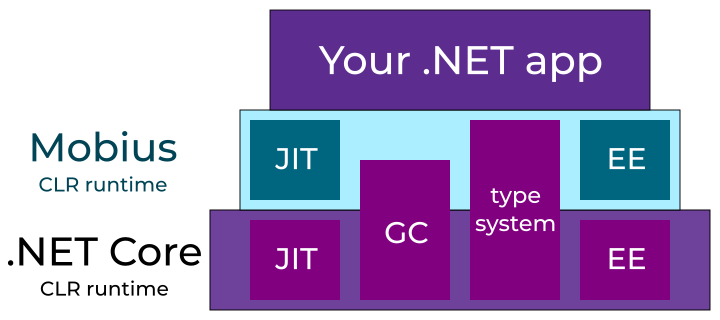 Your .NET app
Mobius
CLR runtime
JIT
EE
type
system
GC
.NET Core
CLR runtime
JIT
EE